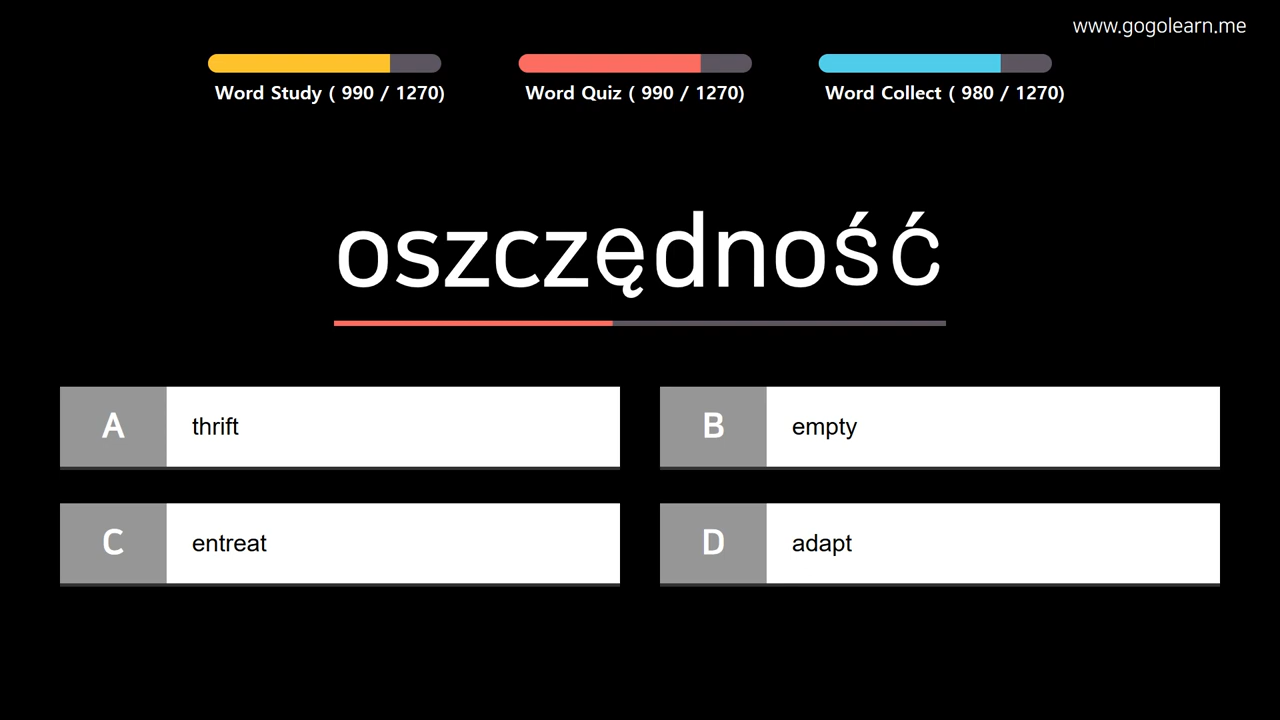 www.gogolearn.me
Word Study ( 990 / 1270)
Word Quiz ( 990 / 1270)
Word Collect ( 980 / 1270)
oszczędność
A thrift
B empty
C entreat
D adapt